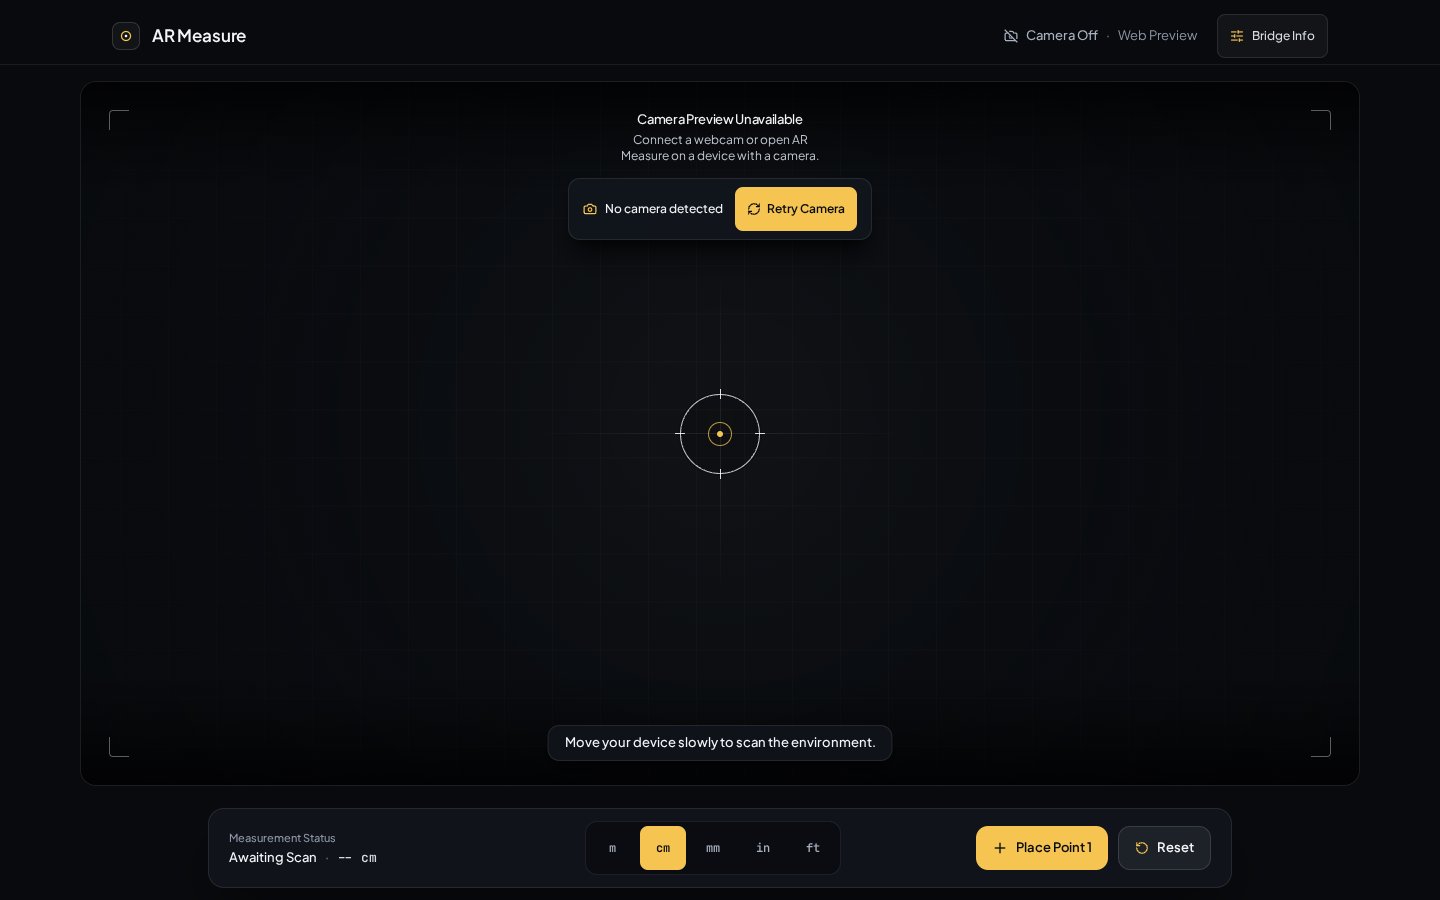 AR Measure
Camera Off · Web Preview
Bridge Info
Camera Preview Unavailable
Connect a webcam or open AR
Measure on a device with a camera.
No camera detected
Retry Camera
Move your device slowly to scan the environment.
Measurement Status
Awaiting Scan · -- cm
m cm mm in ft
Place Point 1
Reset